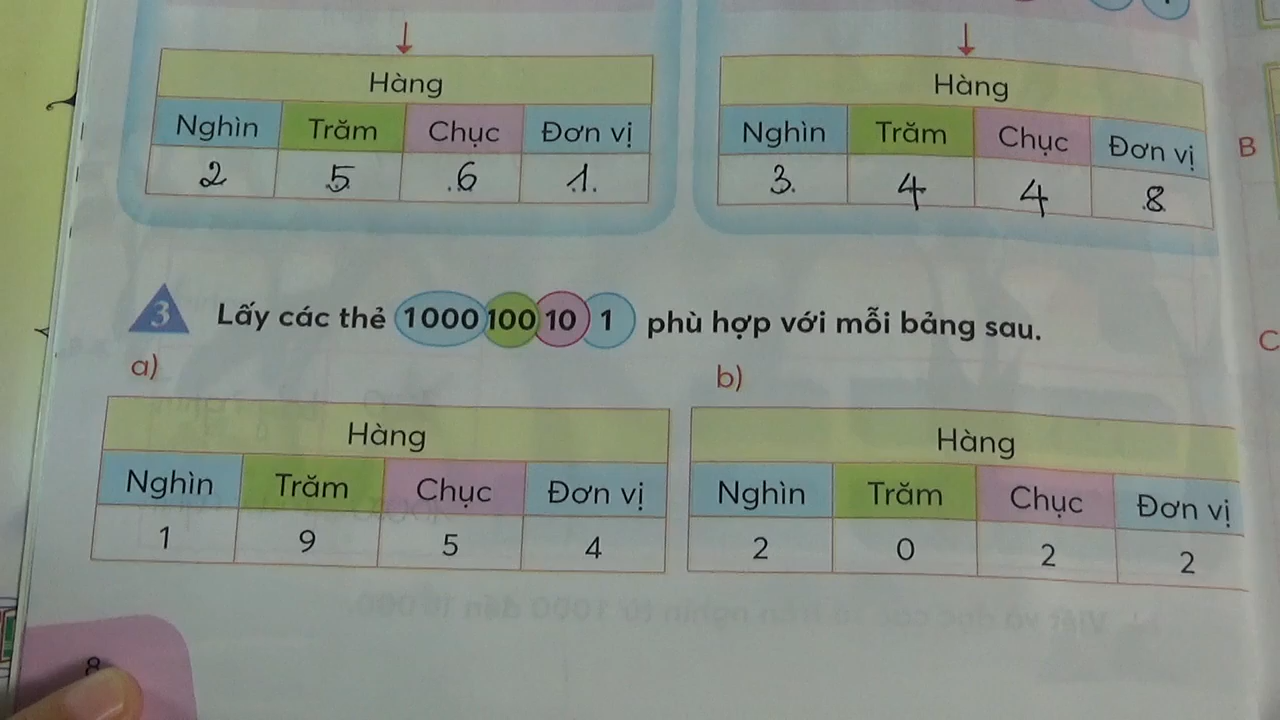 Hàng
Nghìn Trăm Chục Đơn vị
2 5 6 1
Hàng
Nghìn Trăm Chục Đơn vị
3 4 4 8
B
3 Lấy các thẻ 1000 100 10 1 phù hợp với mỗi bảng sau.
C
a)
Hàng
Nghìn Trăm Chục Đơn vị
1 9 5 4
b)
Hàng
Nghìn Trăm Chục Đơn vị
2 0 2 2
8